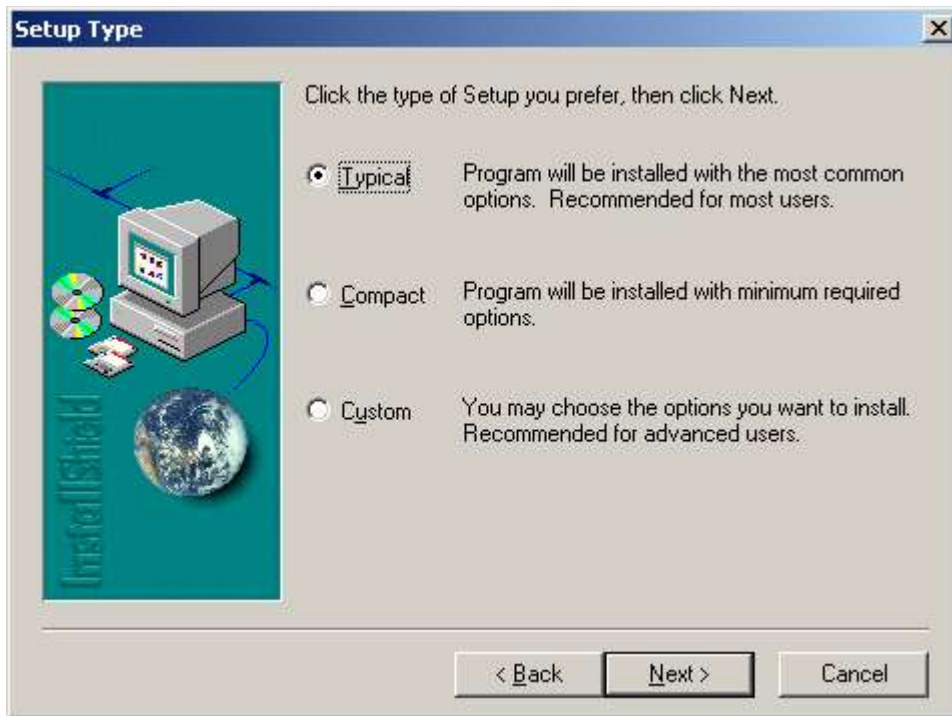 Setup Type
Click the type of Setup you prefer, then click Next.
Typical
Program will be installed with the most common
options. Recommended for most users.
Compact
Program will be installed with minimum required
options.
Custom
You may choose the options you want to install.
Recommended for advanced users.
InstallShield
< Back
Next >
Cancel